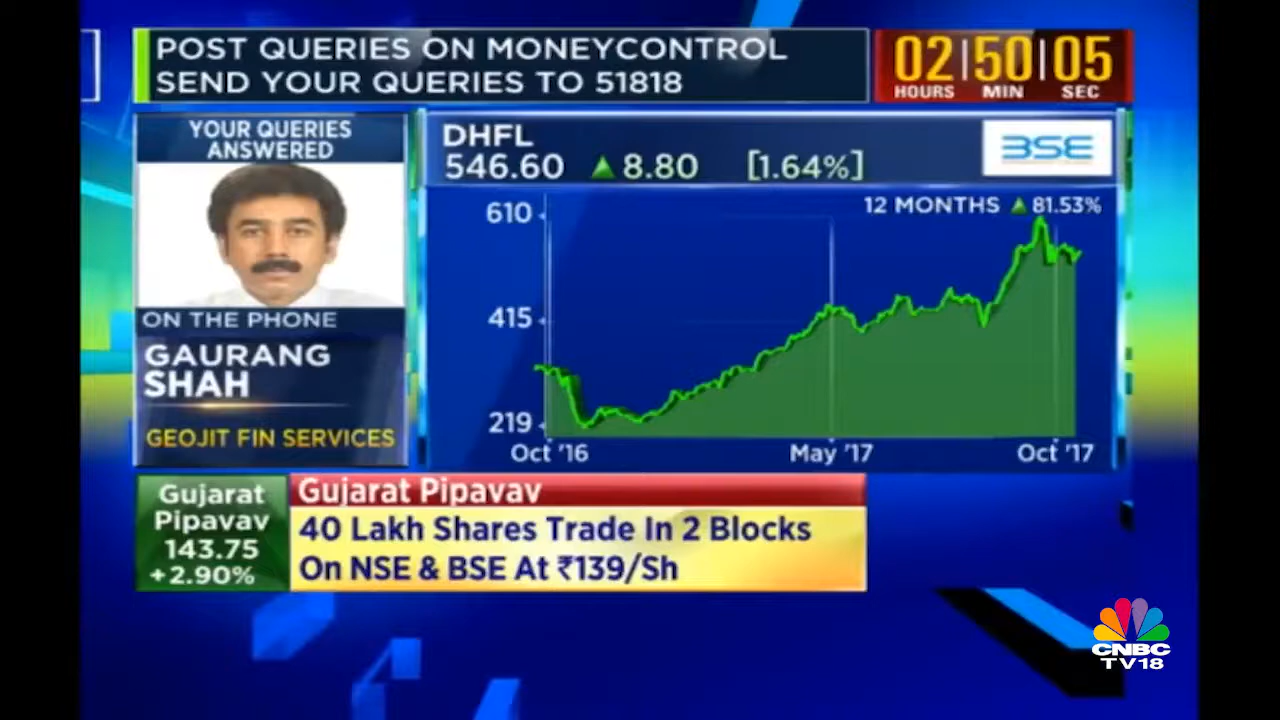 POST QUERIES ON MONEYCONTROL
SEND YOUR QUERIES TO 51818
02|50|05
HOURS MIN SEC
YOUR QUERIES
ANSWERED
ON THE PHONE
GAURANG
SHAH
GEOJIT FIN SERVICES
DHFL
546.60 ▲ 8.80 [1.64%]
BSE
12 MONTHS ▲ 81.53%
610
415
219
Oct '16 May '17 Oct '17
Gujarat
Pipavav
143.75
+2.90%
Gujarat Pipavav
40 Lakh Shares Trade In 2 Blocks
On NSE & BSE At ₹139/Sh
CNBC
TV18